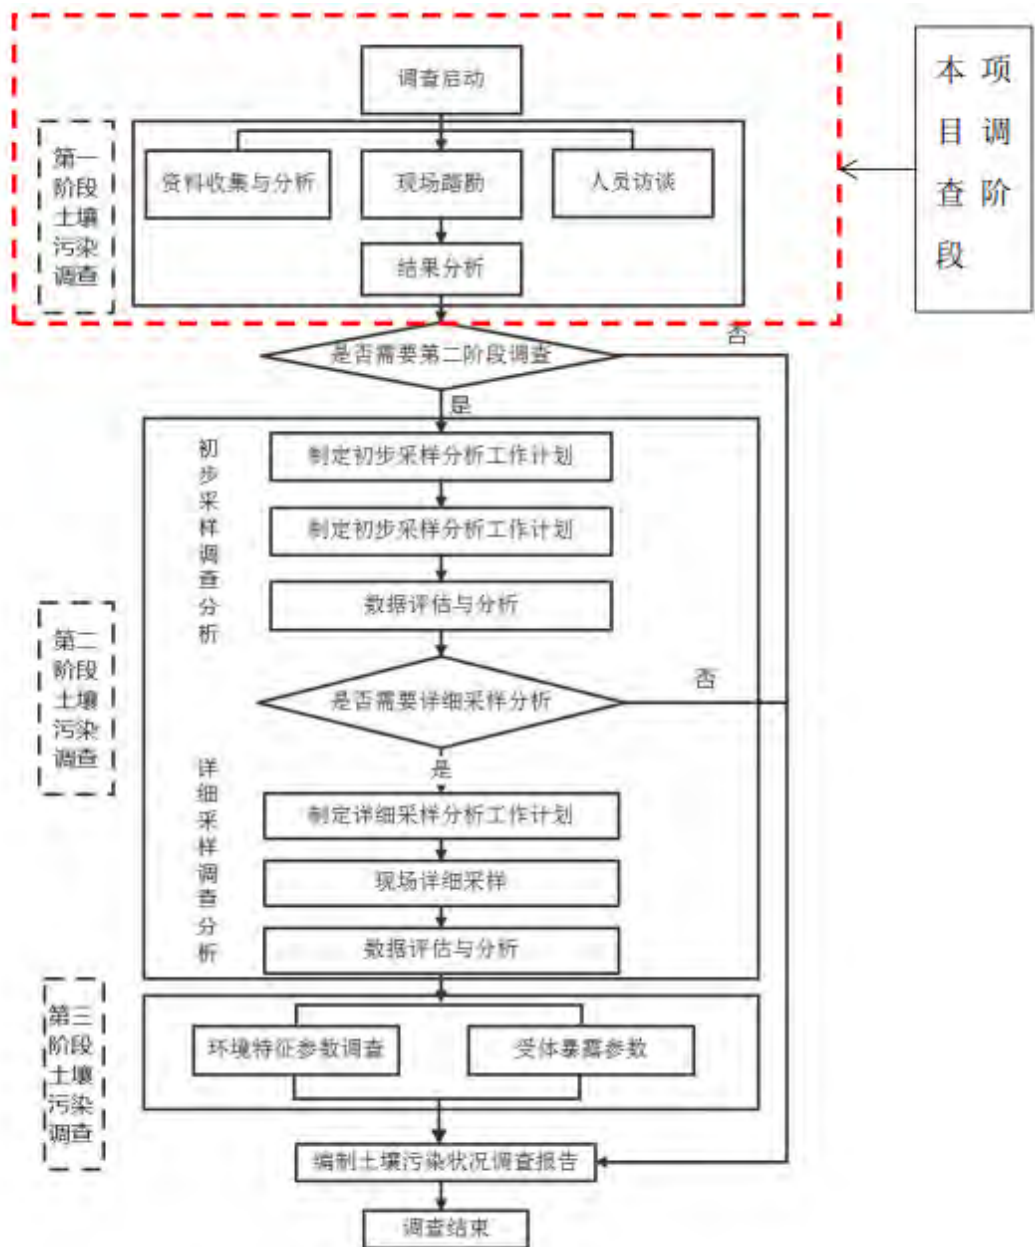 调查启动
本项
目调
查阶
段
第一
阶段
土壤
污染
调查
资料收集与分析
现场踏勘
人员访谈
结果分析
是否需要第二阶段调查
否
是
初步采样调查分析
制定初步采样分析工作计划
制定初步采样分析工作计划
数据评估与分析
第二
阶段
土壤
污染
调查
是否需要详细采样分析
否
是
详细采样调查分析
制定详细采样分析工作计划
现场详细采样
数据评估与分析
第三
阶段
土壤
污染
调查
环境特征参数调查
受体暴露参数
编制土壤污染状况调查报告
调查结束